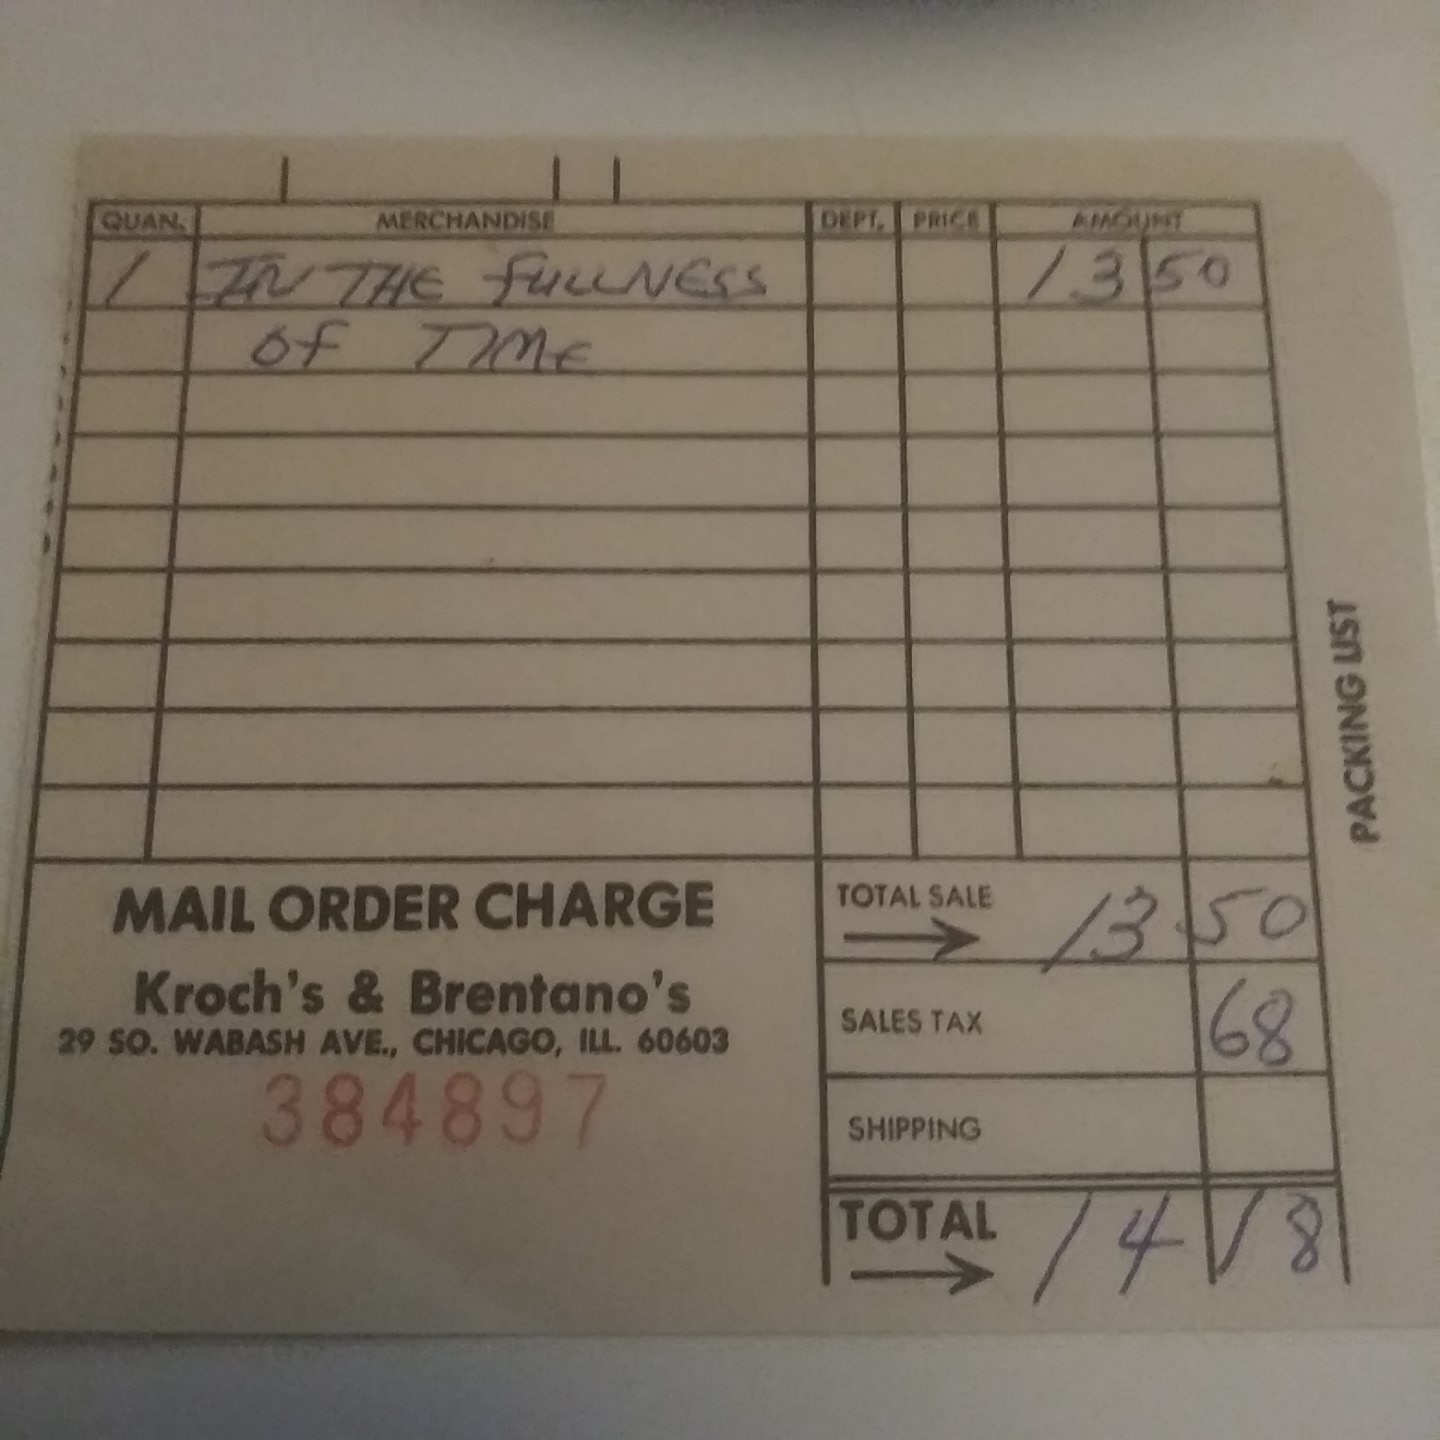 QUAN. MERCHANDISE DEPT. PRICE AMOUNT
1 IN THE FULLNESS 13 50
OF TIME
MAIL ORDER CHARGE
Kroch's & Brentano's
29 SO. WABASH AVE., CHICAGO, ILL. 60603
384897
TOTAL SALE 13.50
SALES TAX 68
SHIPPING
TOTAL 14 18
PACKING LIST